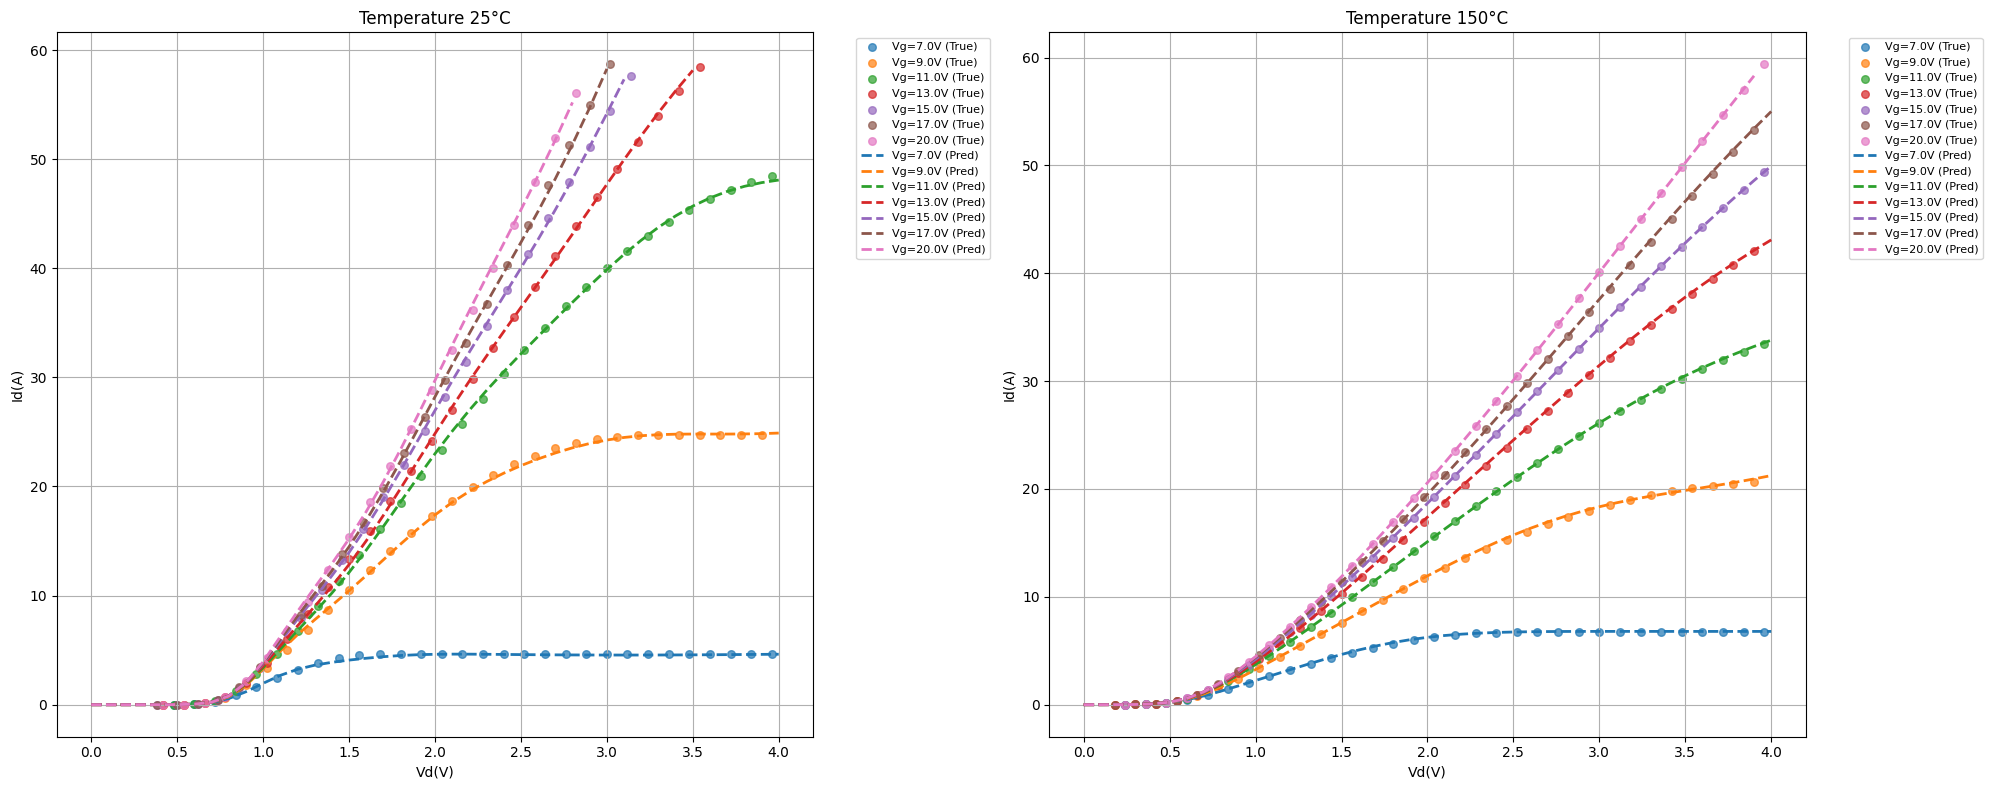 Temperature 25°C
60
50
40
30
20
10
0
Id(A)
0.0 0.5 1.0 1.5 2.0 2.5 3.0 3.5 4.0
Vd(V)
Vg=7.0V (True)
Vg=9.0V (True)
Vg=11.0V (True)
Vg=13.0V (True)
Vg=15.0V (True)
Vg=17.0V (True)
Vg=20.0V (True)
Vg=7.0V (Pred)
Vg=9.0V (Pred)
Vg=11.0V (Pred)
Vg=13.0V (Pred)
Vg=15.0V (Pred)
Vg=17.0V (Pred)
Vg=20.0V (Pred)
Temperature 150°C
60
50
40
30
20
10
0
Id(A)
0.0 0.5 1.0 1.5 2.0 2.5 3.0 3.5 4.0
Vd(V)
Vg=7.0V (True)
Vg=9.0V (True)
Vg=11.0V (True)
Vg=13.0V (True)
Vg=15.0V (True)
Vg=17.0V (True)
Vg=20.0V (True)
Vg=7.0V (Pred)
Vg=9.0V (Pred)
Vg=11.0V (Pred)
Vg=13.0V (Pred)
Vg=15.0V (Pred)
Vg=17.0V (Pred)
Vg=20.0V (Pred)